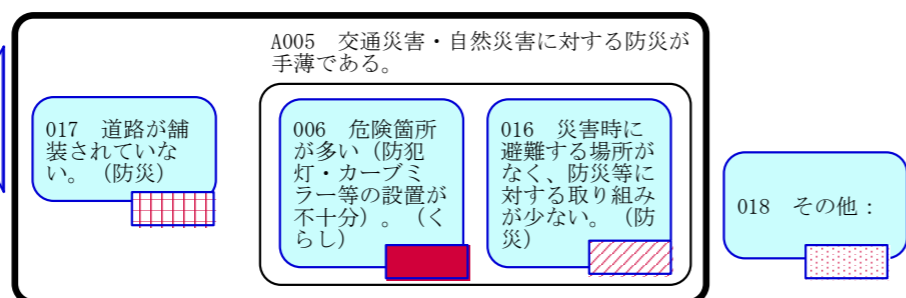 A005 交通災害・自然災害に対する防災が
手薄である。
017 道路が舗
装されていな
い。（防災）
006 危険箇所
が多い（防犯
灯・カーブミ
ラー等の設置が
不十分）。（く
らし）
016 災害時に
避難する場所が
なく、防災等に
対する取り組み
が少ない。（防
災）
018 その他：